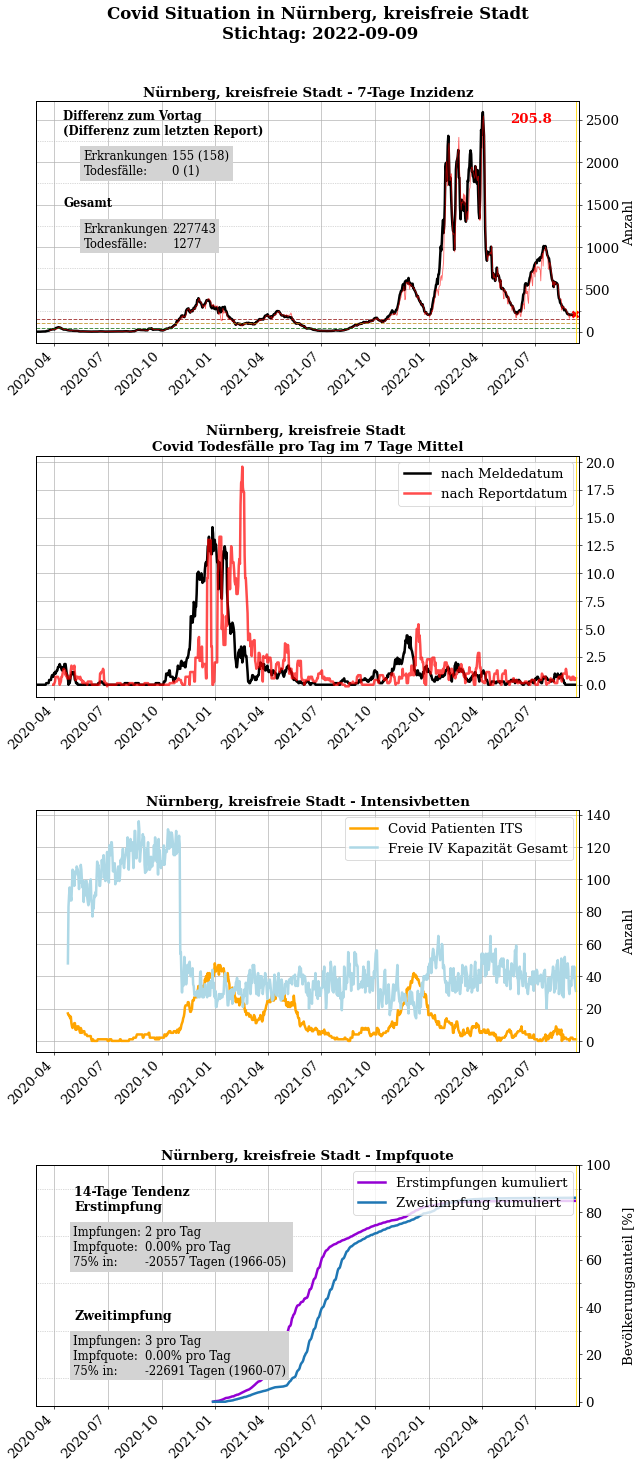 Covid Situation in Nürnberg, kreisfreie Stadt
Stichtag: 2022-09-09
Nürnberg, kreisfreie Stadt - 7-Tage Inzidenz
Differenz zum Vortag
(Differenz zum letzten Report)
Erkrankungen 155 (158)
Todesfälle: 0 (1)
Gesamt
Erkrankungen 227743
Todesfälle: 1277
205.8
2500
2000
1500
1000
500
0
Anzahl
2020-04 2020-07 2020-10 2021-01 2021-04 2021-07 2021-10 2022-01 2022-04 2022-07
Nürnberg, kreisfreie Stadt
Covid Todesfälle pro Tag im 7 Tage Mittel
nach Meldedatum
nach Reportdatum
20.0
17.5
15.0
12.5
10.0
7.5
5.0
2.5
0.0
2020-04 2020-07 2020-10 2021-01 2021-04 2021-07 2021-10 2022-01 2022-04 2022-07
Nürnberg, kreisfreie Stadt - Intensivbetten
Covid Patienten ITS
Freie IV Kapazität Gesamt
140
120
100
80
60
40
20
0
Anzahl
2020-04 2020-07 2020-10 2021-01 2021-04 2021-07 2021-10 2022-01 2022-04 2022-07
Nürnberg, kreisfreie Stadt - Impfquote
14-Tage Tendenz
Erstimpfung
Impfungen: 2 pro Tag
Impfquote: 0.00% pro Tag
75% in: -20557 Tagen (1966-05)
Zweitimpfung
Impfungen: 3 pro Tag
Impfquote: 0.00% pro Tag
75% in: -22691 Tagen (1960-07)
Erstimpfungen kumuliert
Zweitimpfung kumuliert
100
80
60
40
20
0
Bevölkerungsanteil [%]
2020-04 2020-07 2020-10 2021-01 2021-04 2021-07 2021-10 2022-01 2022-04 2022-07